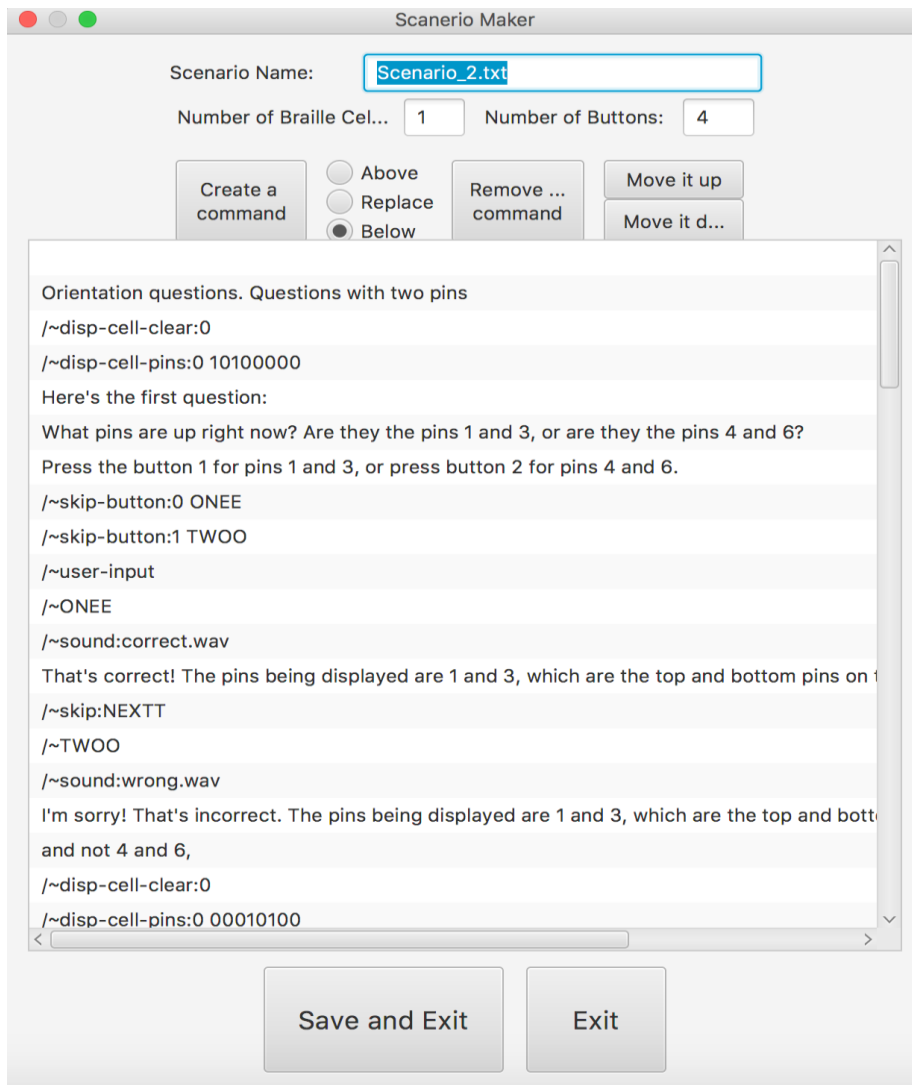 Scanerio Maker
Scenario Name: Scenario_2.txt
Number of Braille Cel... 1 Number of Buttons: 4
Create a command
Above
Replace
Below
Remove ... command
Move it up
Move it d...
Orientation questions. Questions with two pins
/~disp-cell-clear:0
/~disp-cell-pins:0 10100000
Here's the first question:
What pins are up right now? Are they the pins 1 and 3, or are they the pins 4 and 6?
Press the button 1 for pins 1 and 3, or press button 2 for pins 4 and 6.
/~skip-button:0 ONEE
/~skip-button:1 TWOO
/~user-input
/~ONEE
/~sound:correct.wav
That's correct! The pins being displayed are 1 and 3, which are the top and bottom pins on
/~skip:NEXTT
/~TWOO
/~sound:wrong.wav
I'm sorry! That's incorrect. The pins being displayed are 1 and 3, which are the top and bott
and not 4 and 6,
/~disp-cell-clear:0
/~disp-cell-pins:0 00010100
Save and Exit
Exit